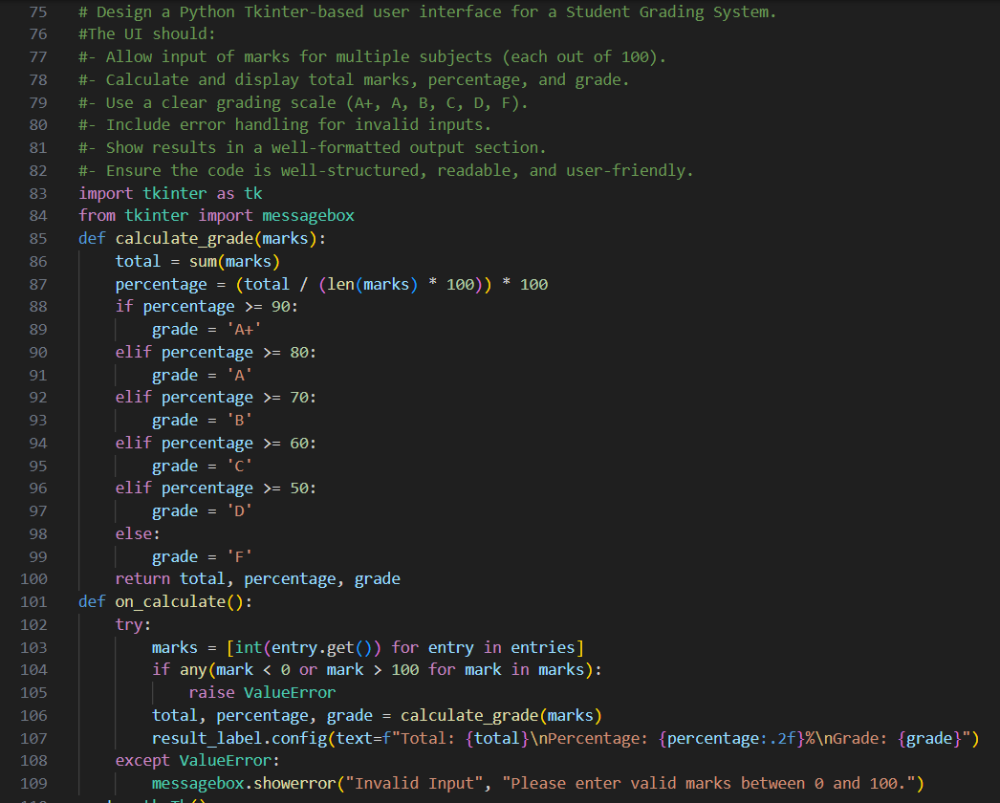 75 # Design a Python Tkinter-based user interface for a Student Grading System.
76 #The UI should:
77 #- Allow input of marks for multiple subjects (each out of 100).
78 #- Calculate and display total marks, percentage, and grade.
79 #- Use a clear grading scale (A+, A, B, C, D, F).
80 #- Include error handling for invalid inputs.
81 #- Show results in a well-formatted output section.
82 #- Ensure the code is well-structured, readable, and user-friendly.
83 import tkinter as tk
84 from tkinter import messagebox
85 def calculate_grade(marks):
86     total = sum(marks)
87     percentage = (total / (len(marks) * 100)) * 100
88     if percentage >= 90:
89         grade = 'A+'
90     elif percentage >= 80:
91         grade = 'A'
92     elif percentage >= 70:
93         grade = 'B'
94     elif percentage >= 60:
95         grade = 'C'
96     elif percentage >= 50:
97         grade = 'D'
98     else:
99         grade = 'F'
100     return total, percentage, grade
101 def on_calculate():
102     try:
103         marks = [int(entry.get()) for entry in entries]
104         if any(mark < 0 or mark > 100 for mark in marks):
105             raise ValueError
106         total, percentage, grade = calculate_grade(marks)
107         result_label.config(text=f"Total: {total}\nPercentage: {percentage:.2f}%\nGrade: {grade}")
108     except ValueError:
109         messagebox.showerror("Invalid Input", "Please enter valid marks between 0 and 100.")